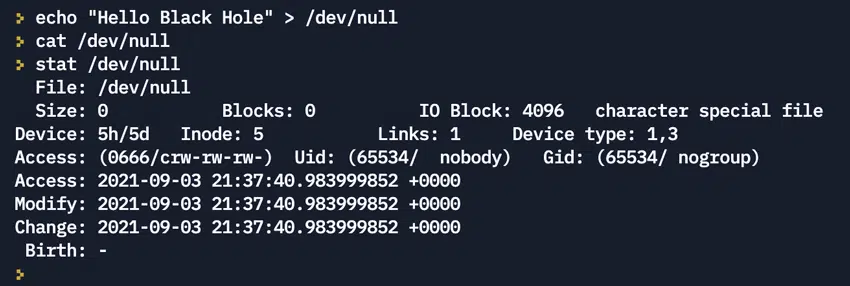 > echo "Hello Black Hole" > /dev/null
> cat /dev/null
> stat /dev/null
  File: /dev/null
  Size: 0           Blocks: 0          IO Block: 4096   character special file
Device: 5h/5d   Inode: 5           Links: 1     Device type: 1,3
Access: (0666/crw-rw-rw-)  Uid: (65534/  nobody)   Gid: (65534/ nogroup)
Access: 2021-09-03 21:37:40.983999852 +0000
Modify: 2021-09-03 21:37:40.983999852 +0000
Change: 2021-09-03 21:37:40.983999852 +0000
 Birth: -
>